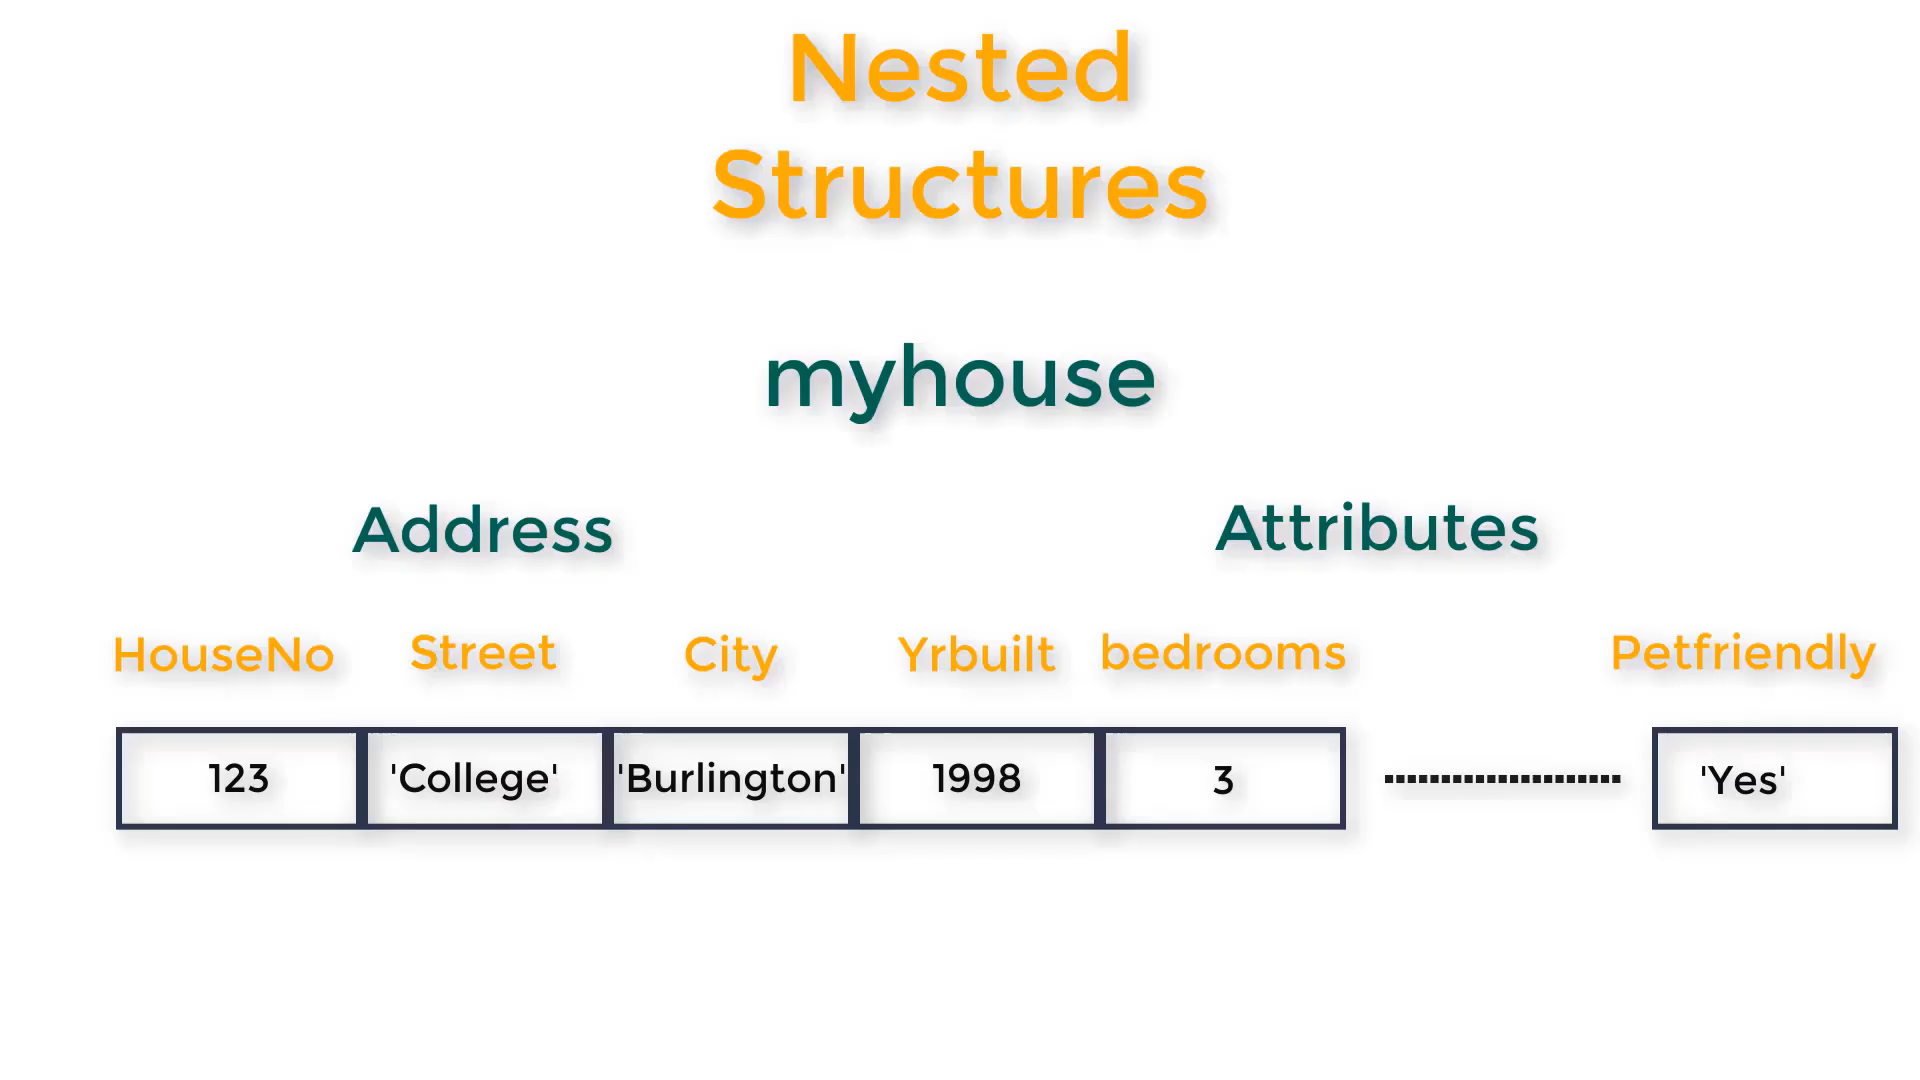 Nested
Structures
myhouse
Address Attributes
HouseNo Street City Yrbuilt bedrooms Petfriendly
123 'College' 'Burlington' 1998 3 'Yes'